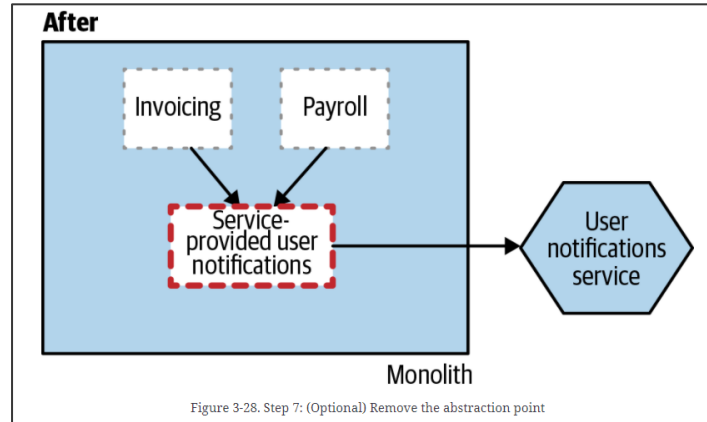 After
Invoicing
Payroll
Service-
provided user
notifications
User
notifications
service
Monolith
Figure 3-28. Step 7: (Optional) Remove the abstraction point